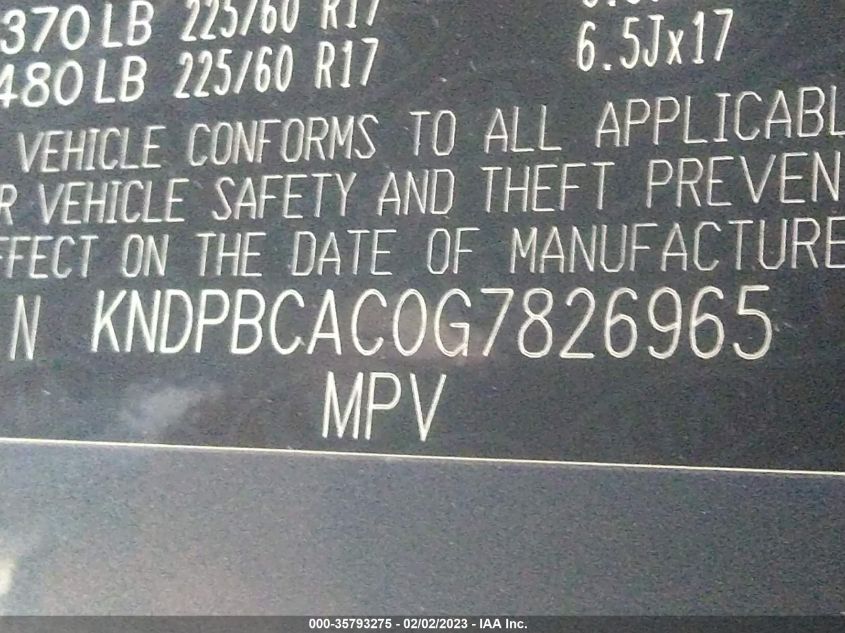 370 LB 225/60 R17
480 LB 225/60 R17 6.5Jx17
VEHICLE CONFORMS TO ALL APPLICABL
R VEHICLE SAFETY AND THEFT PREVEN
FFECT ON THE DATE OF MANUFACTURE
N KNDPBCAC0G7826965
MPV
000-35793275 - 02/02/2023 - IAA Inc.